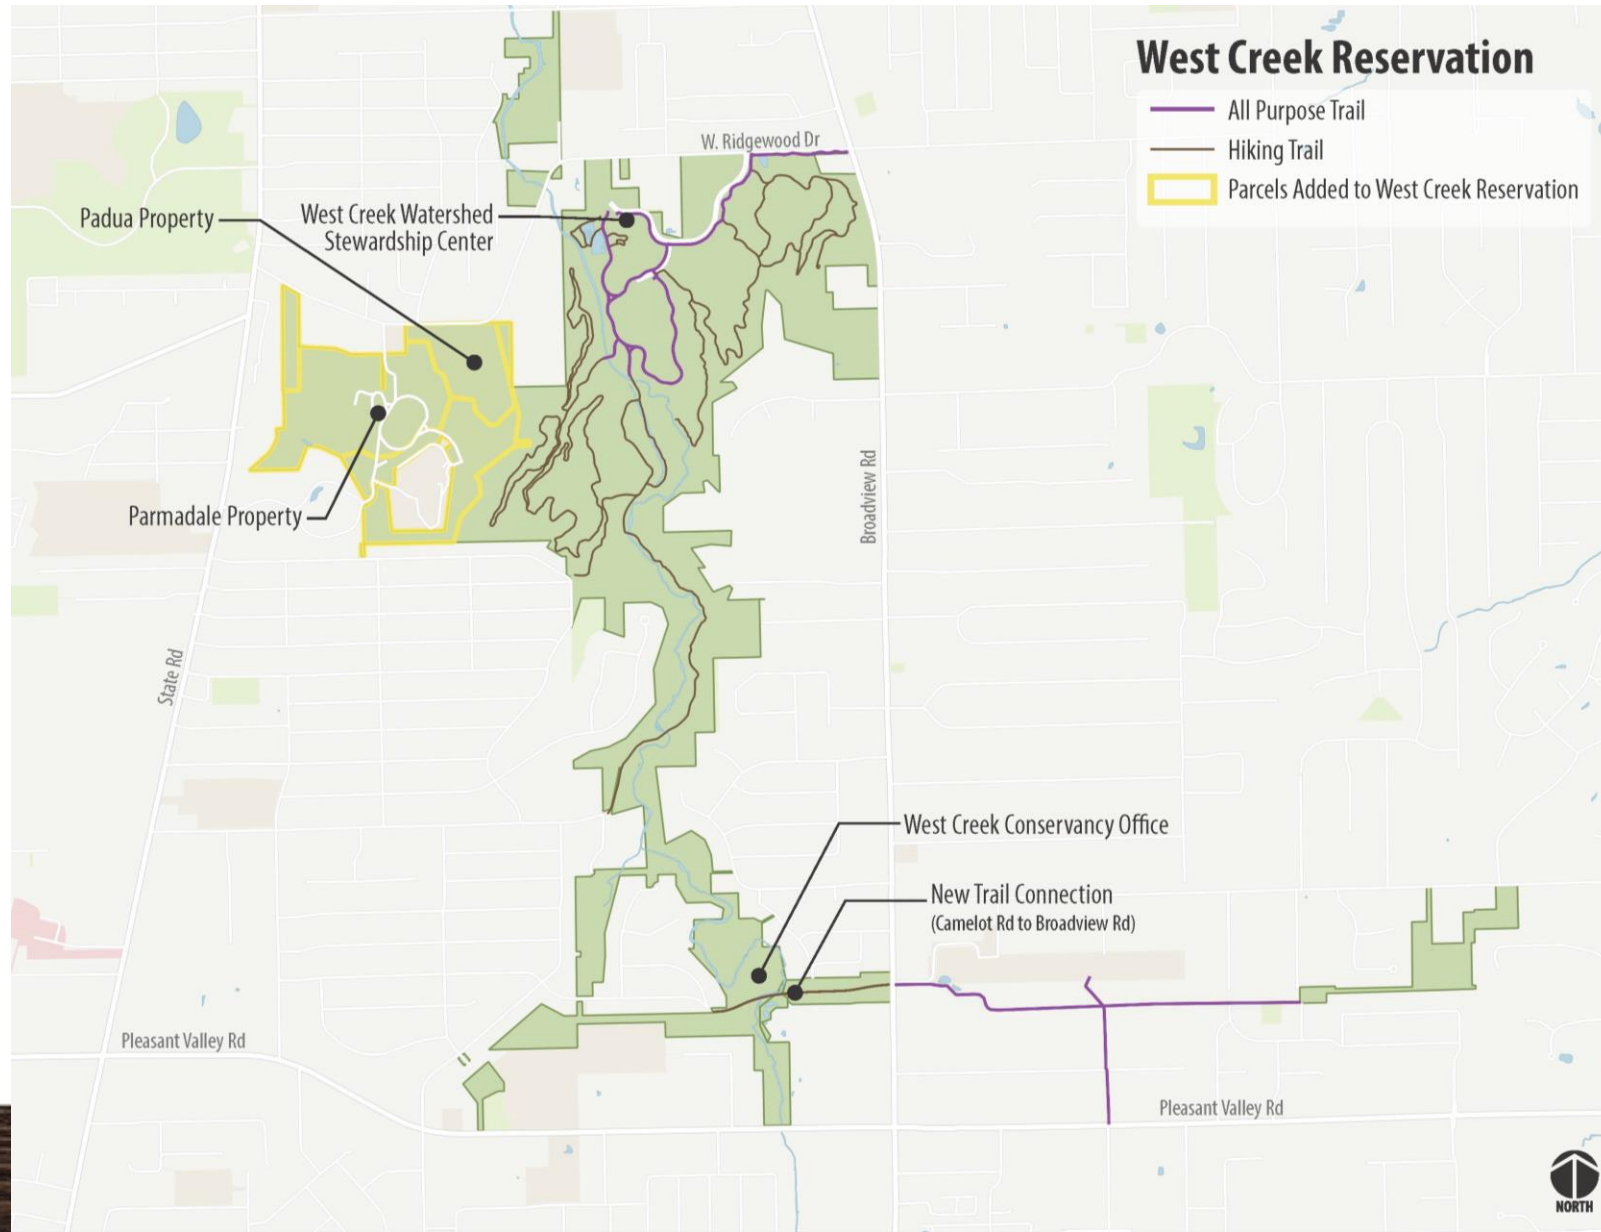 West Creek Reservation
All Purpose Trail
Hiking Trail
Parcels Added to West Creek Reservation
W. Ridgewood Dr
Padua Property
West Creek Watershed
Stewardship Center
Parmadale Property
Broadview Rd
State Rd
West Creek Conservancy Office
New Trail Connection
(Camelot Rd to Broadview Rd)
Pleasant Valley Rd
Pleasant Valley Rd
NORTH